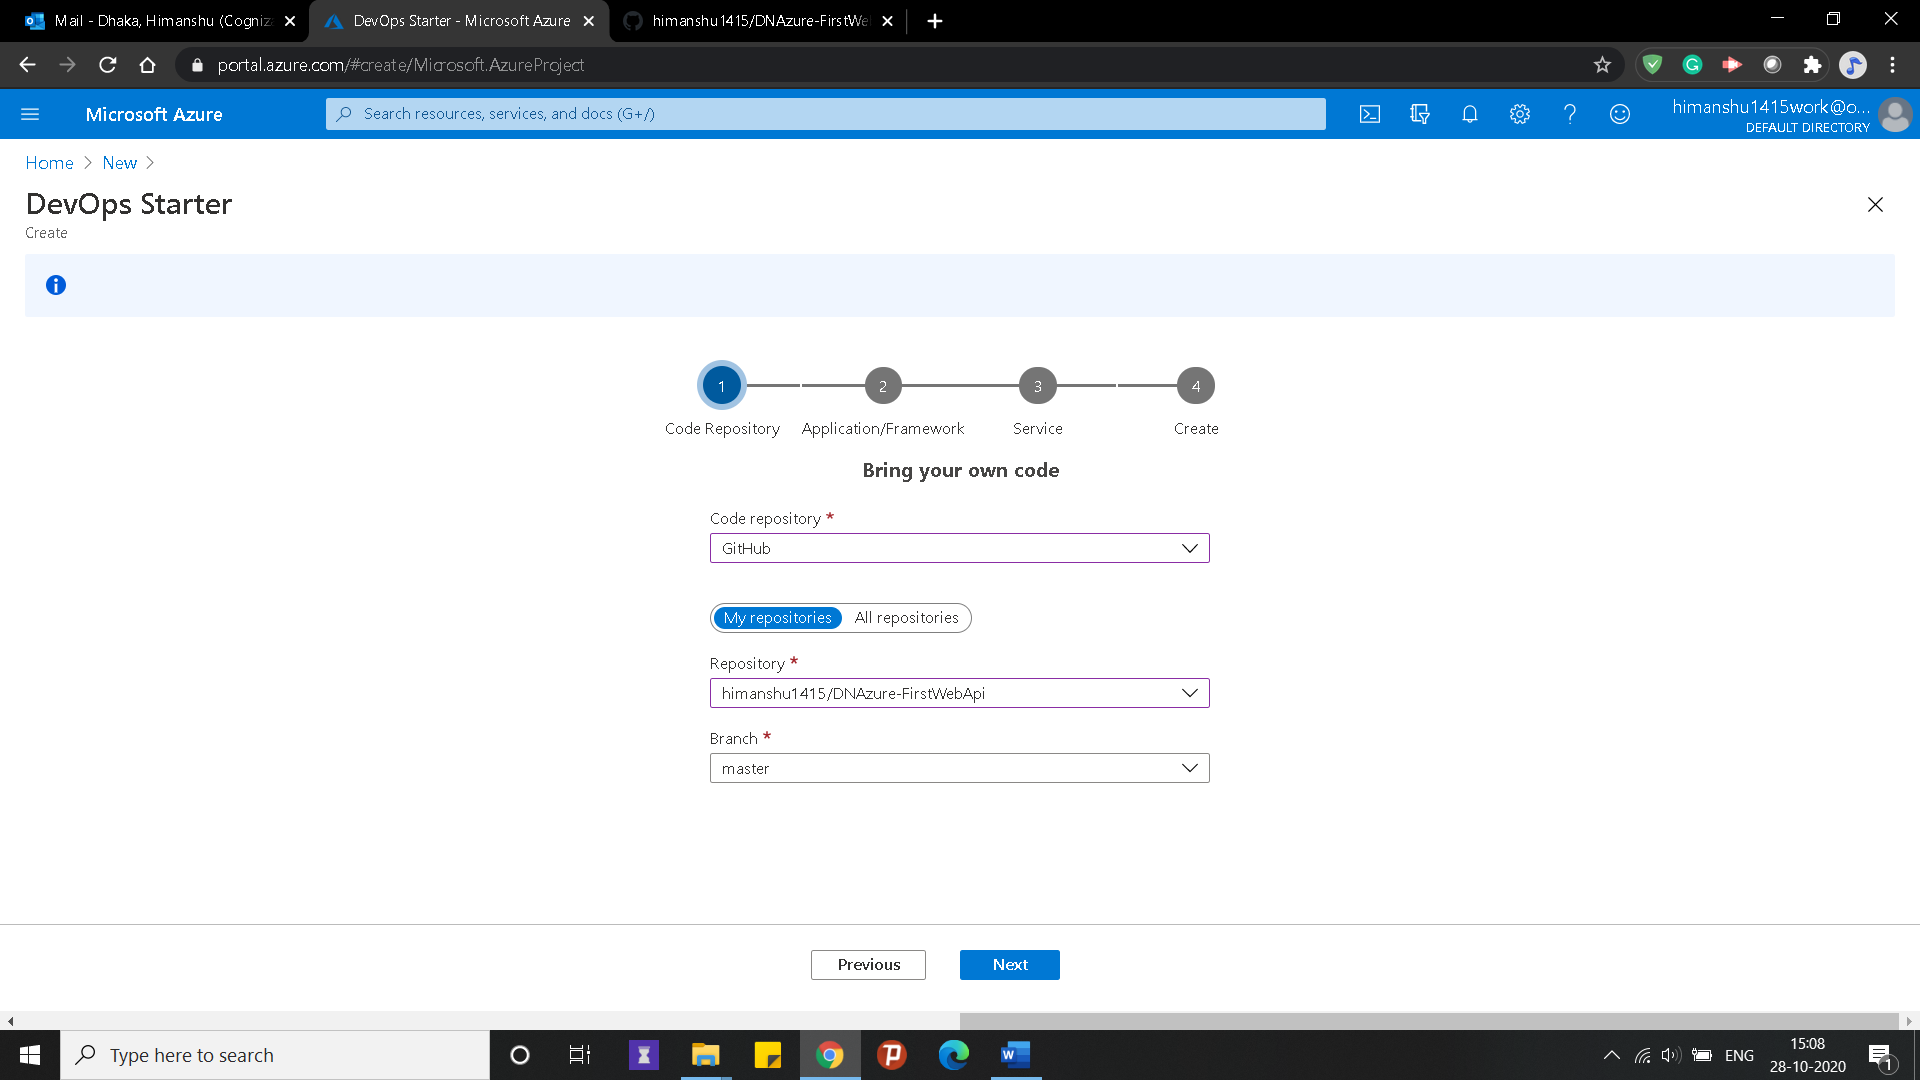 Mail - Dhaka, Himanshu (Cogniz
DevOps Starter - Microsoft Azure
himanshu1415/DNAzure-FirstWe
portal.azure.com/#create/Microsoft.AzureProject
Microsoft Azure
Search resources, services, and docs (G+/)
himanshu1415work@o...
DEFAULT DIRECTORY
Home > New >
DevOps Starter
Create
1
2
3
4
Code Repository
Application/Framework
Service
Create
Bring your own code
Code repository *
GitHub
My repositories
All repositories
Repository *
himanshu1415/DNAzure-FirstWebApi
Branch *
master
Previous
Next
Type here to search
ENG
15:08
28-10-2020
1